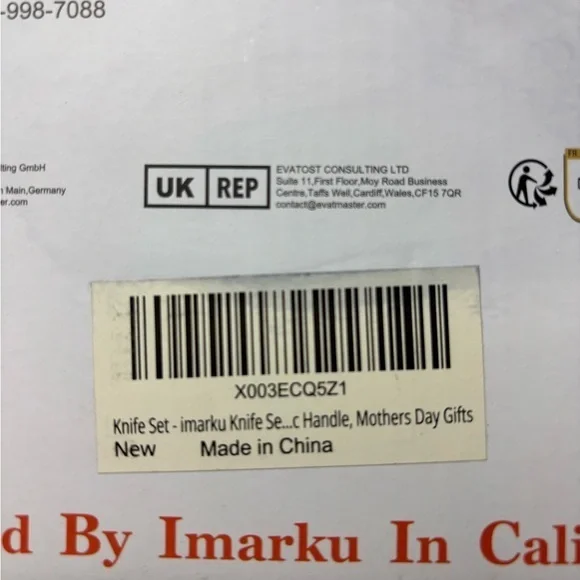 -998-7088
lting GmbH
Main,Germany
er.com
UK REP
EVATOST CONSULTING LTD
Suite 11,First Floor,Moy Road Business
Centre,Taffs Well,Cardiff,Wales,CF15 7QR
contact@evatmaster.com
FR
X003ECQ5Z1
Knife Set - imarku Knife Se...c Handle, Mothers Day Gifts
New Made in China
d By Imarku In Cali